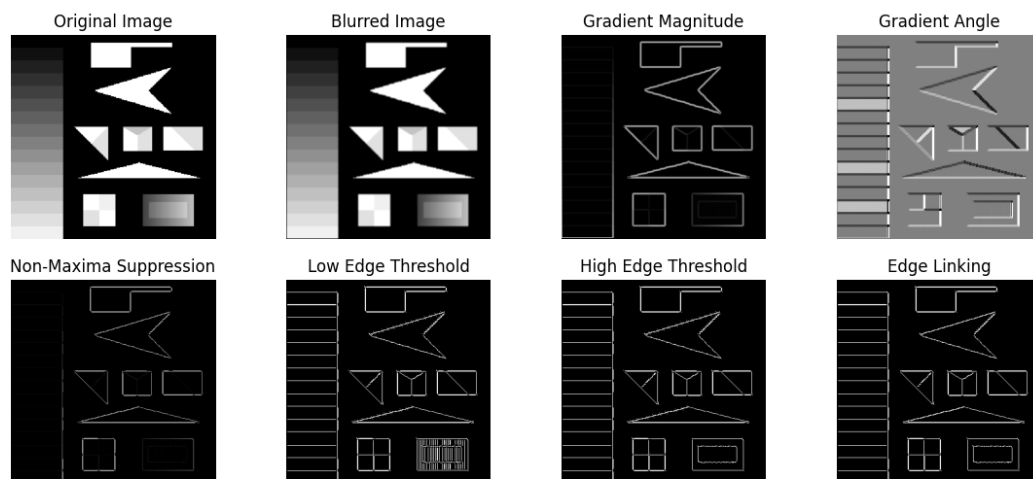 Original Image
Blurred Image
Gradient Magnitude
Gradient Angle
Non-Maxima Suppression
Low Edge Threshold
High Edge Threshold
Edge Linking